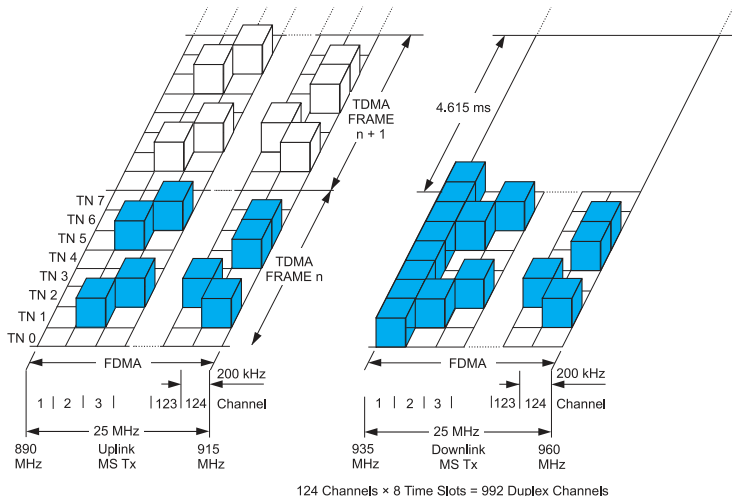 TDMA
FRAME
n + 1
4.615 ms
TN 7
TN 6
TN 5
TN 4
TN 3
TN 2
TN 1
TN 0
TDMA
FRAME n
FDMA
200 kHz
1 2 3 123 124 Channel
25 MHz
890
MHz
Uplink
MS Tx
915
MHz
FDMA
200 kHz
1 2 3 123 124 Channel
25 MHz
935
MHz
Downlink
MS Tx
960
MHz
124 Channels × 8 Time Slots = 992 Duplex Channels